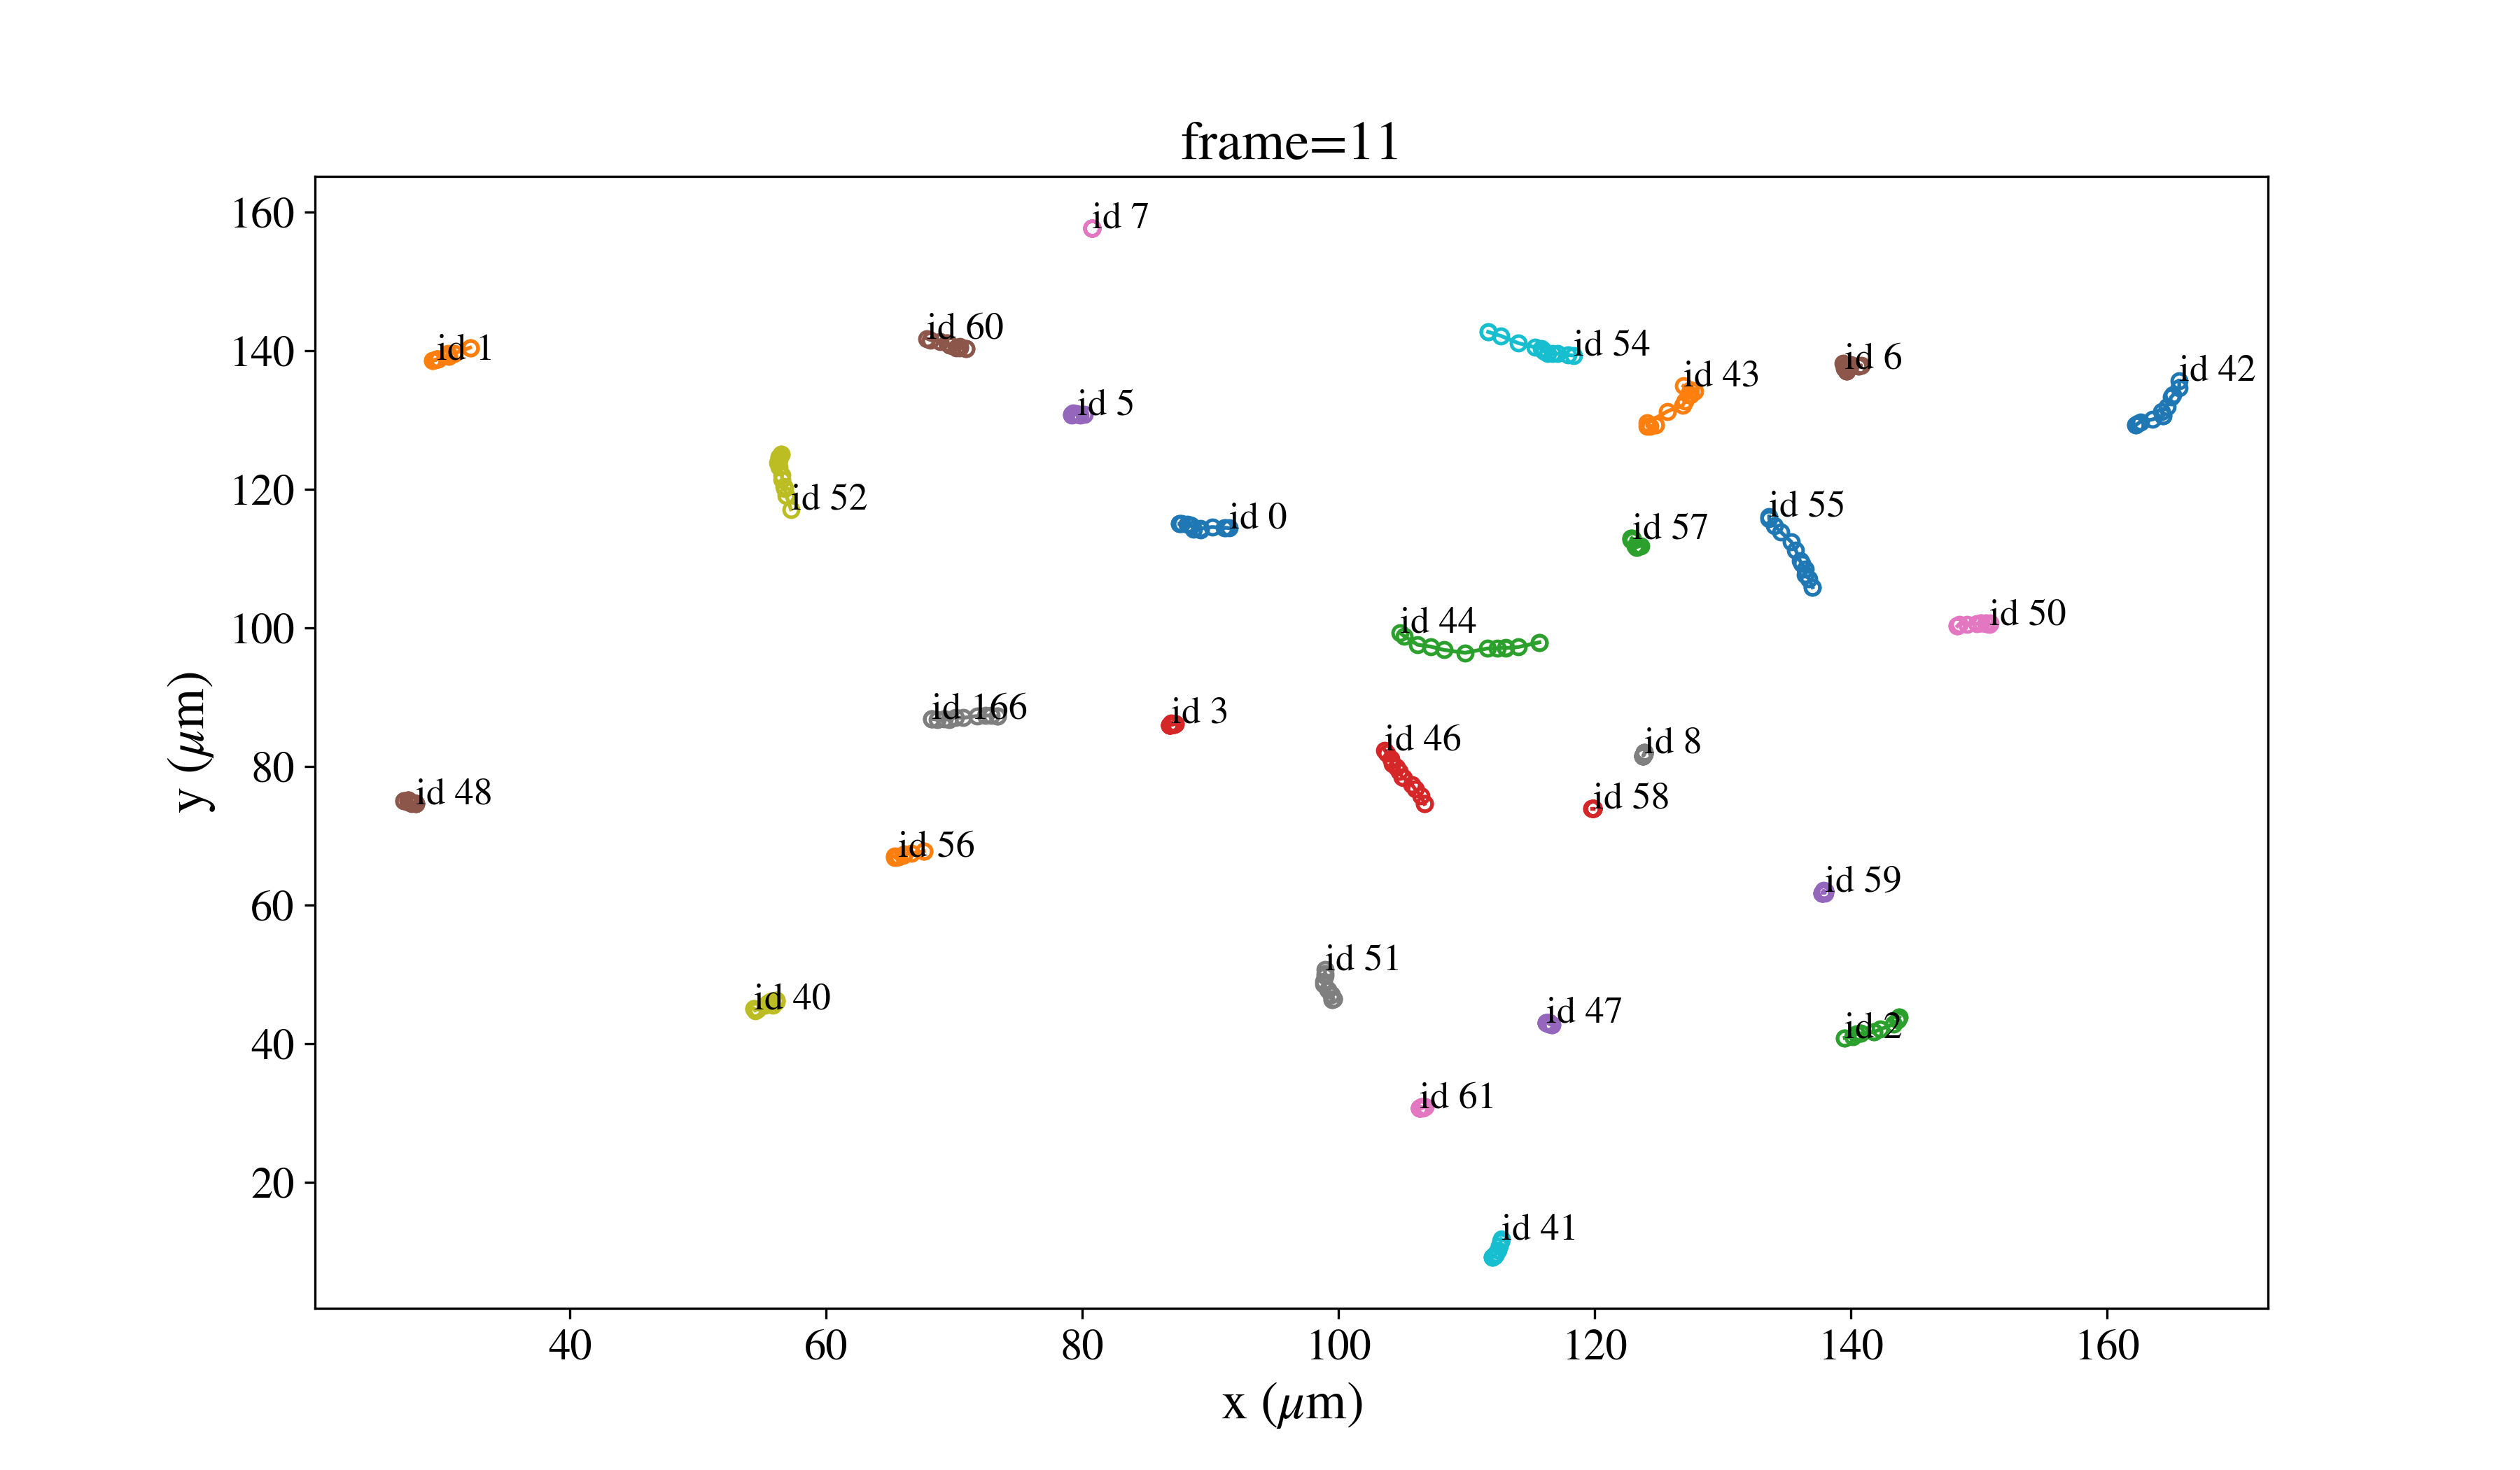 frame=11
160
id 7
id 60
id 54
140
id 1
id 6
id 43
id 42
id 5
120
id 52
id 0
id 55
id 57
100
id 44
id 50
y (μm)
id 166
id 3
id 46
id 8
80
id 48
id 58
id 56
60
id 59
id 51
40
id 40
id 47
id 2
id 61
20
id 41
40 60 80 100 120 140 160
x (μm)